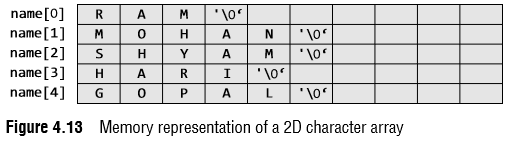 name[0] R A M '\0‘
name[1] M O H A N '\0‘
name[2] S H Y A M '\0‘
name[3] H A R I '\0‘
name[4] G O P A L '\0‘
Figure 4.13 Memory representation of a 2D character array